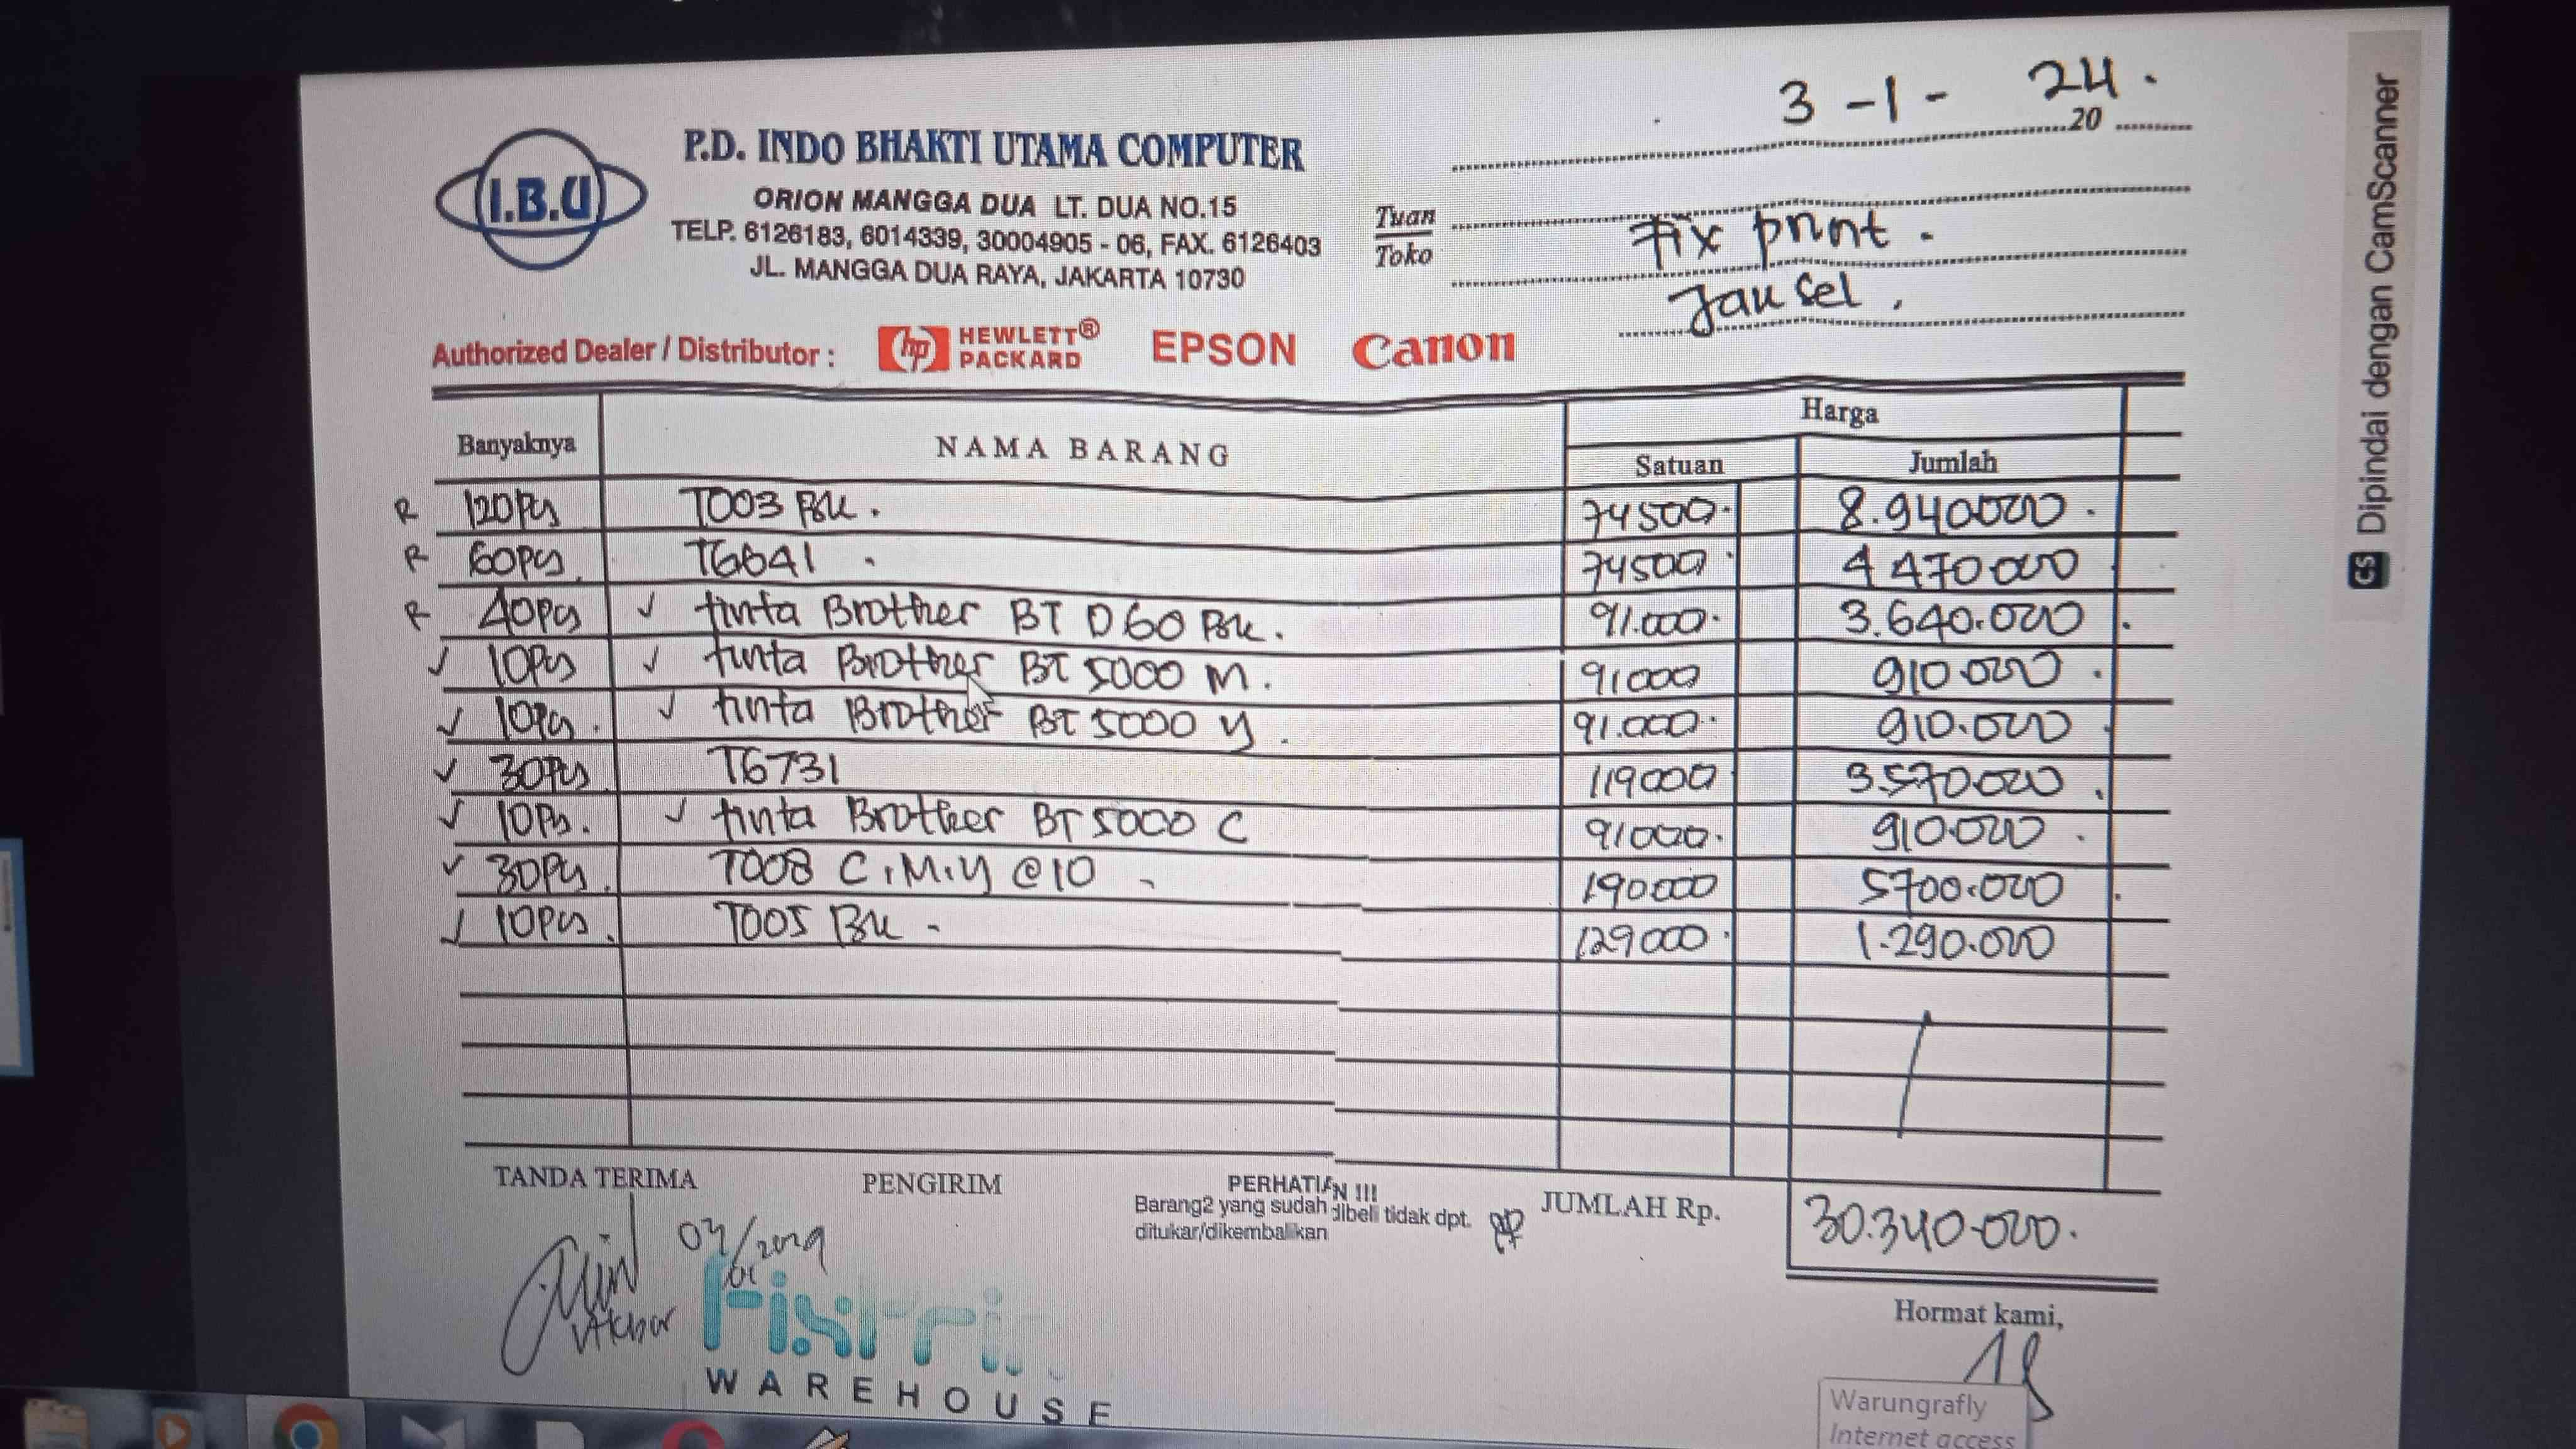 3 - 1 - 24.
20
I.B.U
P.D. INDO BHAKTI UTAMA COMPUTER
ORION MANGGA DUA LT. DUA NO.15
TELP. 6126183, 6014339, 30004905 - 06, FAX. 6126403
JL. MANGGA DUA RAYA, JAKARTA 10730
Tuan
Toko
Fix print.
Jaksel.
Authorized Dealer / Distributor : hp HEWLETT® PACKARD EPSON Canon
Banyaknya NAMA BARANG Harga
Satuan Jumlah
R 120Pcs T003 BK. 74500. 8.940000.
R 60pcs T6641. 74500. 4470000
R 40pcs ✓ tinta Brother BT D60 BK. 91.000. 3.640.000.
✓ 10Pcs ✓ tinta Brother BT 5000 M. 91000 910.000.
✓ 10Pcs. ✓ tinta Brother BT 5000 Y. 91.000. 910.000
✓ 30Pcs T6731 119000 3.570.000.
✓ 10Pcs. ✓ tinta Brother BT 5000 C 91000. 910.000.
✓ 30Pcs. T008 C,M,Y @10 190000 5700.000.
✓ 10Pcs. T005 BK. 129000. 1.290.000
TANDA TERIMA PENGIRIM
PERHATIAN !!!
Barang2 yang sudah dibeli tidak dpt.
ditukar/dikembalikan
JUMLAH Rp. 30.340.000.
Akbar
WAREHOUSE
Hormat kami,
Warungrafly
Internet access
CS Dipindai dengan CamScanner